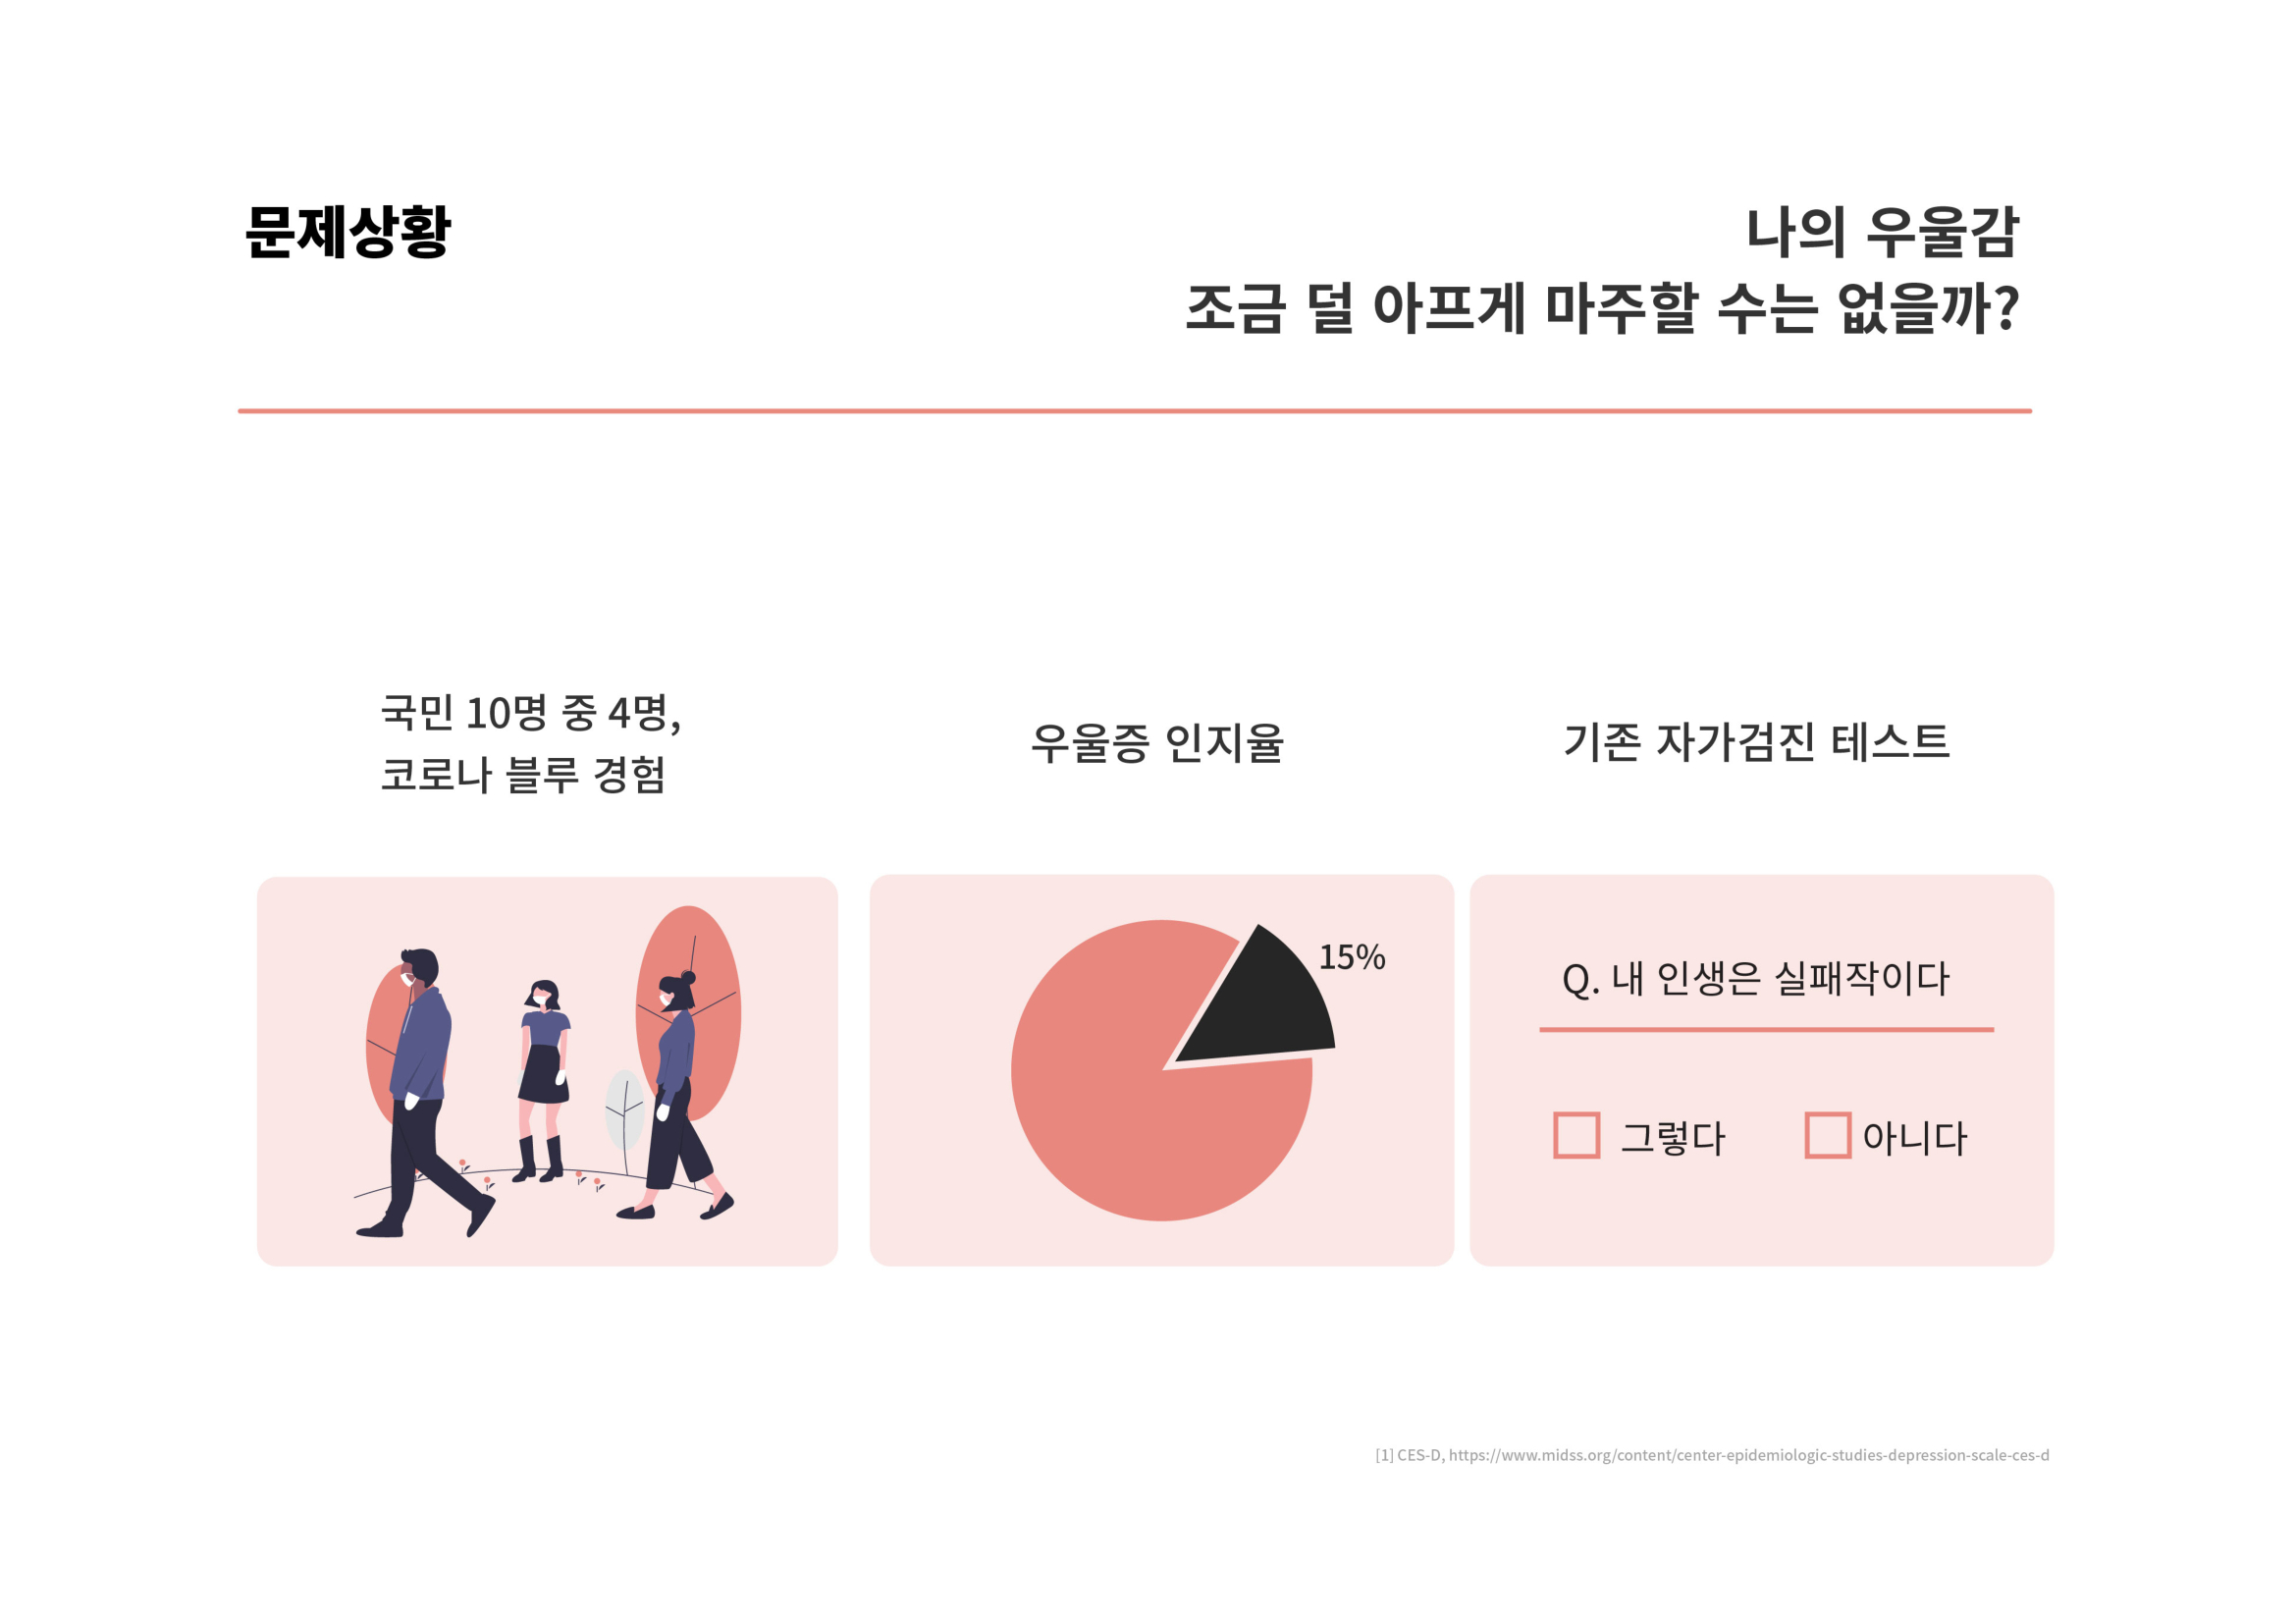 문제상황
나의 우울감
조금 덜 아프게 마주할 수는 없을까?
국민 10명 중 4명,
코로나 블루 경험
우울증 인지율
기존 자가검진 테스트
15%
Q. 내 인생은 실패작이다
그렇다
아니다
[1] CES-D, https://www.midss.org/content/center-epidemiologic-studies-depression-scale-ces-d